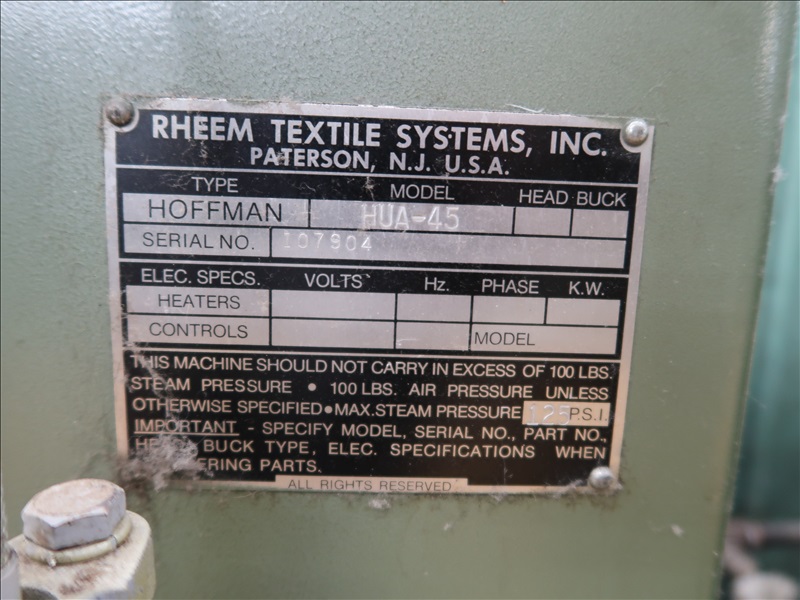 RHEEM TEXTILE SYSTEMS, INC.
PATERSON, N.J. U.S.A.
TYPE MODEL HEAD BUCK
HOFFMAN HUA-45
SERIAL NO. 107904
ELEC. SPECS. VOLTS Hz. PHASE K.W.
HEATERS
CONTROLS MODEL
THIS MACHINE SHOULD NOT CARRY IN EXCESS OF 100 LBS.
STEAM PRESSURE • 100 LBS. AIR PRESSURE UNLESS
OTHERWISE SPECIFIED • MAX. STEAM PRESSURE 125 P.S.I.
IMPORTANT - SPECIFY MODEL, SERIAL NO., PART NO.,
BUCK TYPE, ELEC. SPECIFICATIONS WHEN
PARTS.
ALL RIGHTS RESERVED